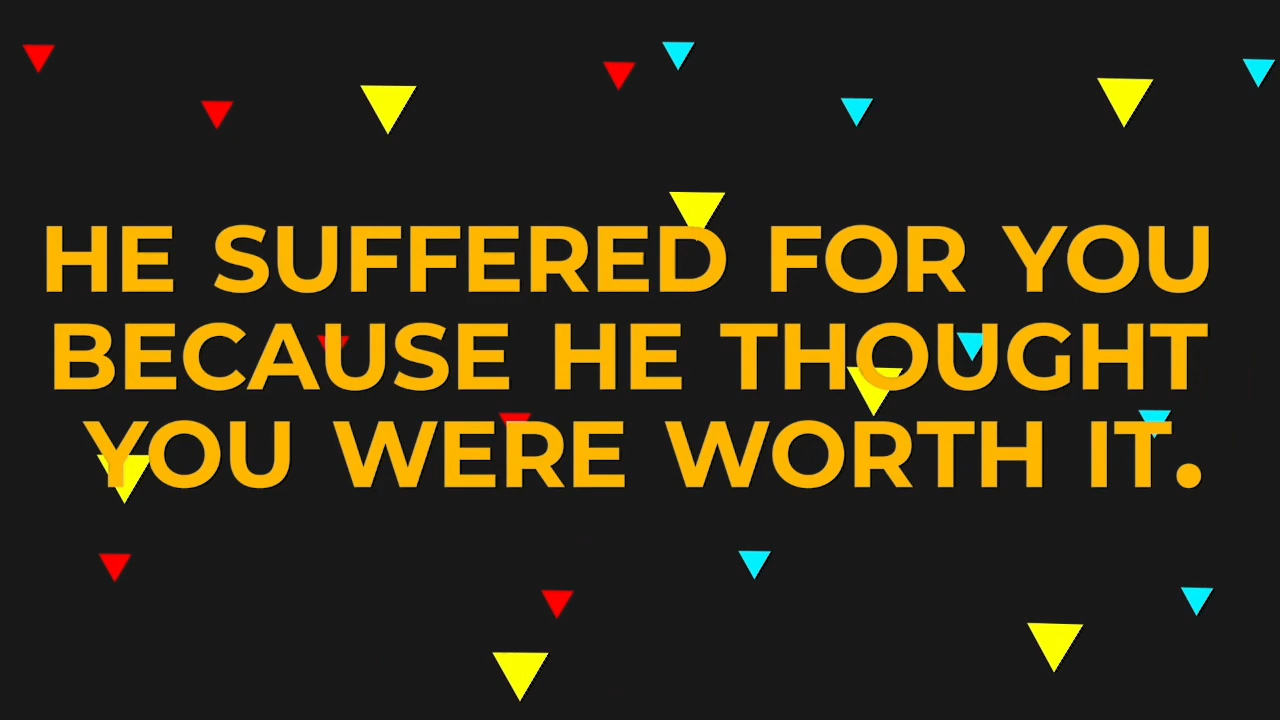 HE SUFFERED FOR YOU
BECAUSE HE THOUGHT
YOU WERE WORTH IT.